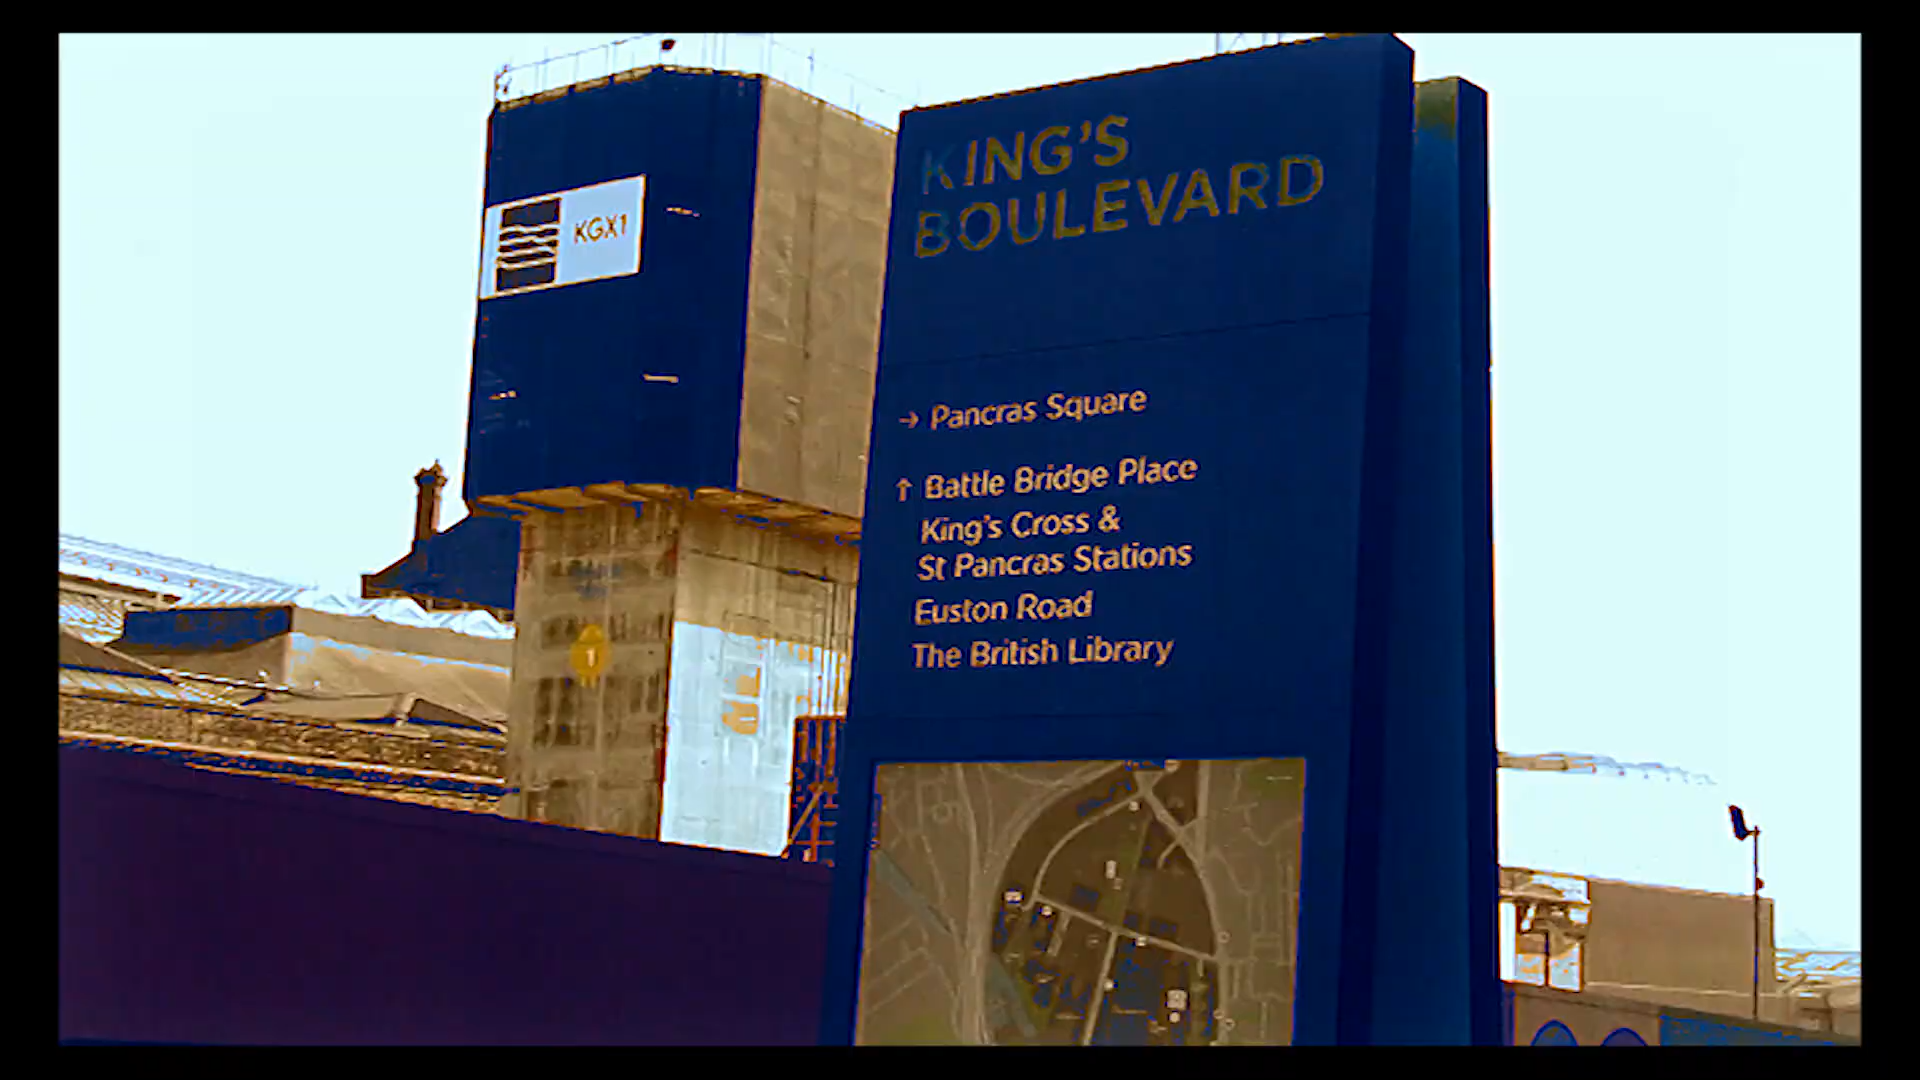 KGX1
KING'S
BOULEVARD
→ Pancras Square
↑ Battle Bridge Place
King's Cross &
St Pancras Stations
Euston Road
The British Library
1